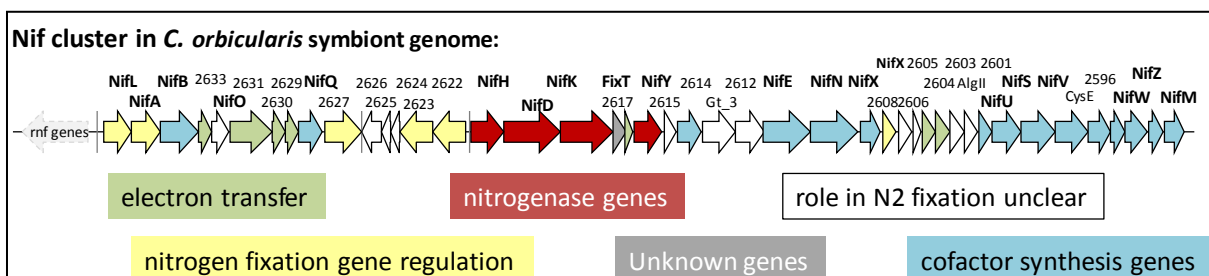 Nif cluster in C. orbicularis symbiont genome:
NifX 2605 2603 2601
NifL NifB 2633 2631 2629 NifQ 2626 2624 2622 NifH NifK FixT NifY 2614 2612 NifE NifN NifX 2604 AlgII NifS NifV 2596 NifZ
rnf genes NifA NifO 2630 2627 2625 2623 NifD 2617 2615 Gt_3 2608 2606 NifU CysE NifW NifM
electron transfer nitrogenase genes role in N2 fixation unclear
nitrogen fixation gene regulation Unknown genes cofactor synthesis genes